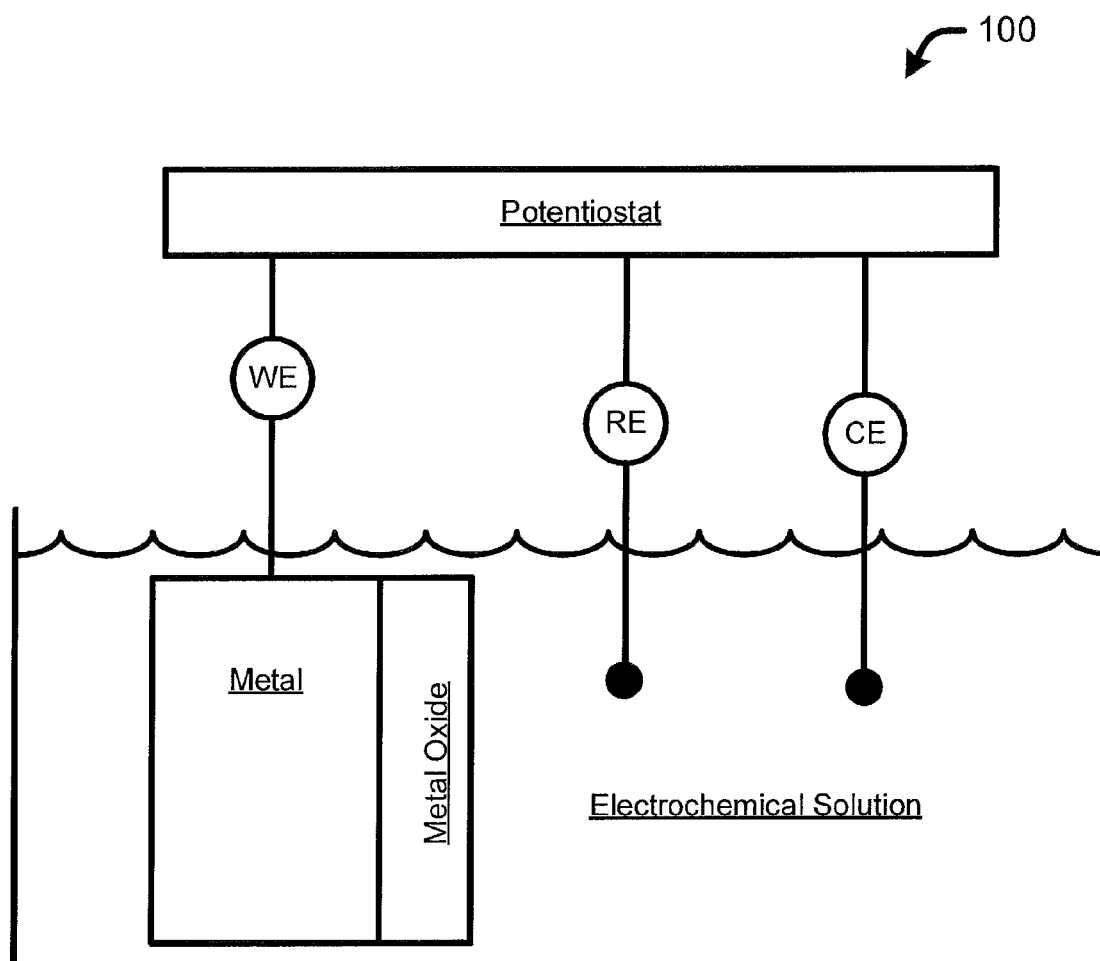 100
Potentiostat
WE
RE
CE
Metal
Metal Oxide
Electrochemical Solution